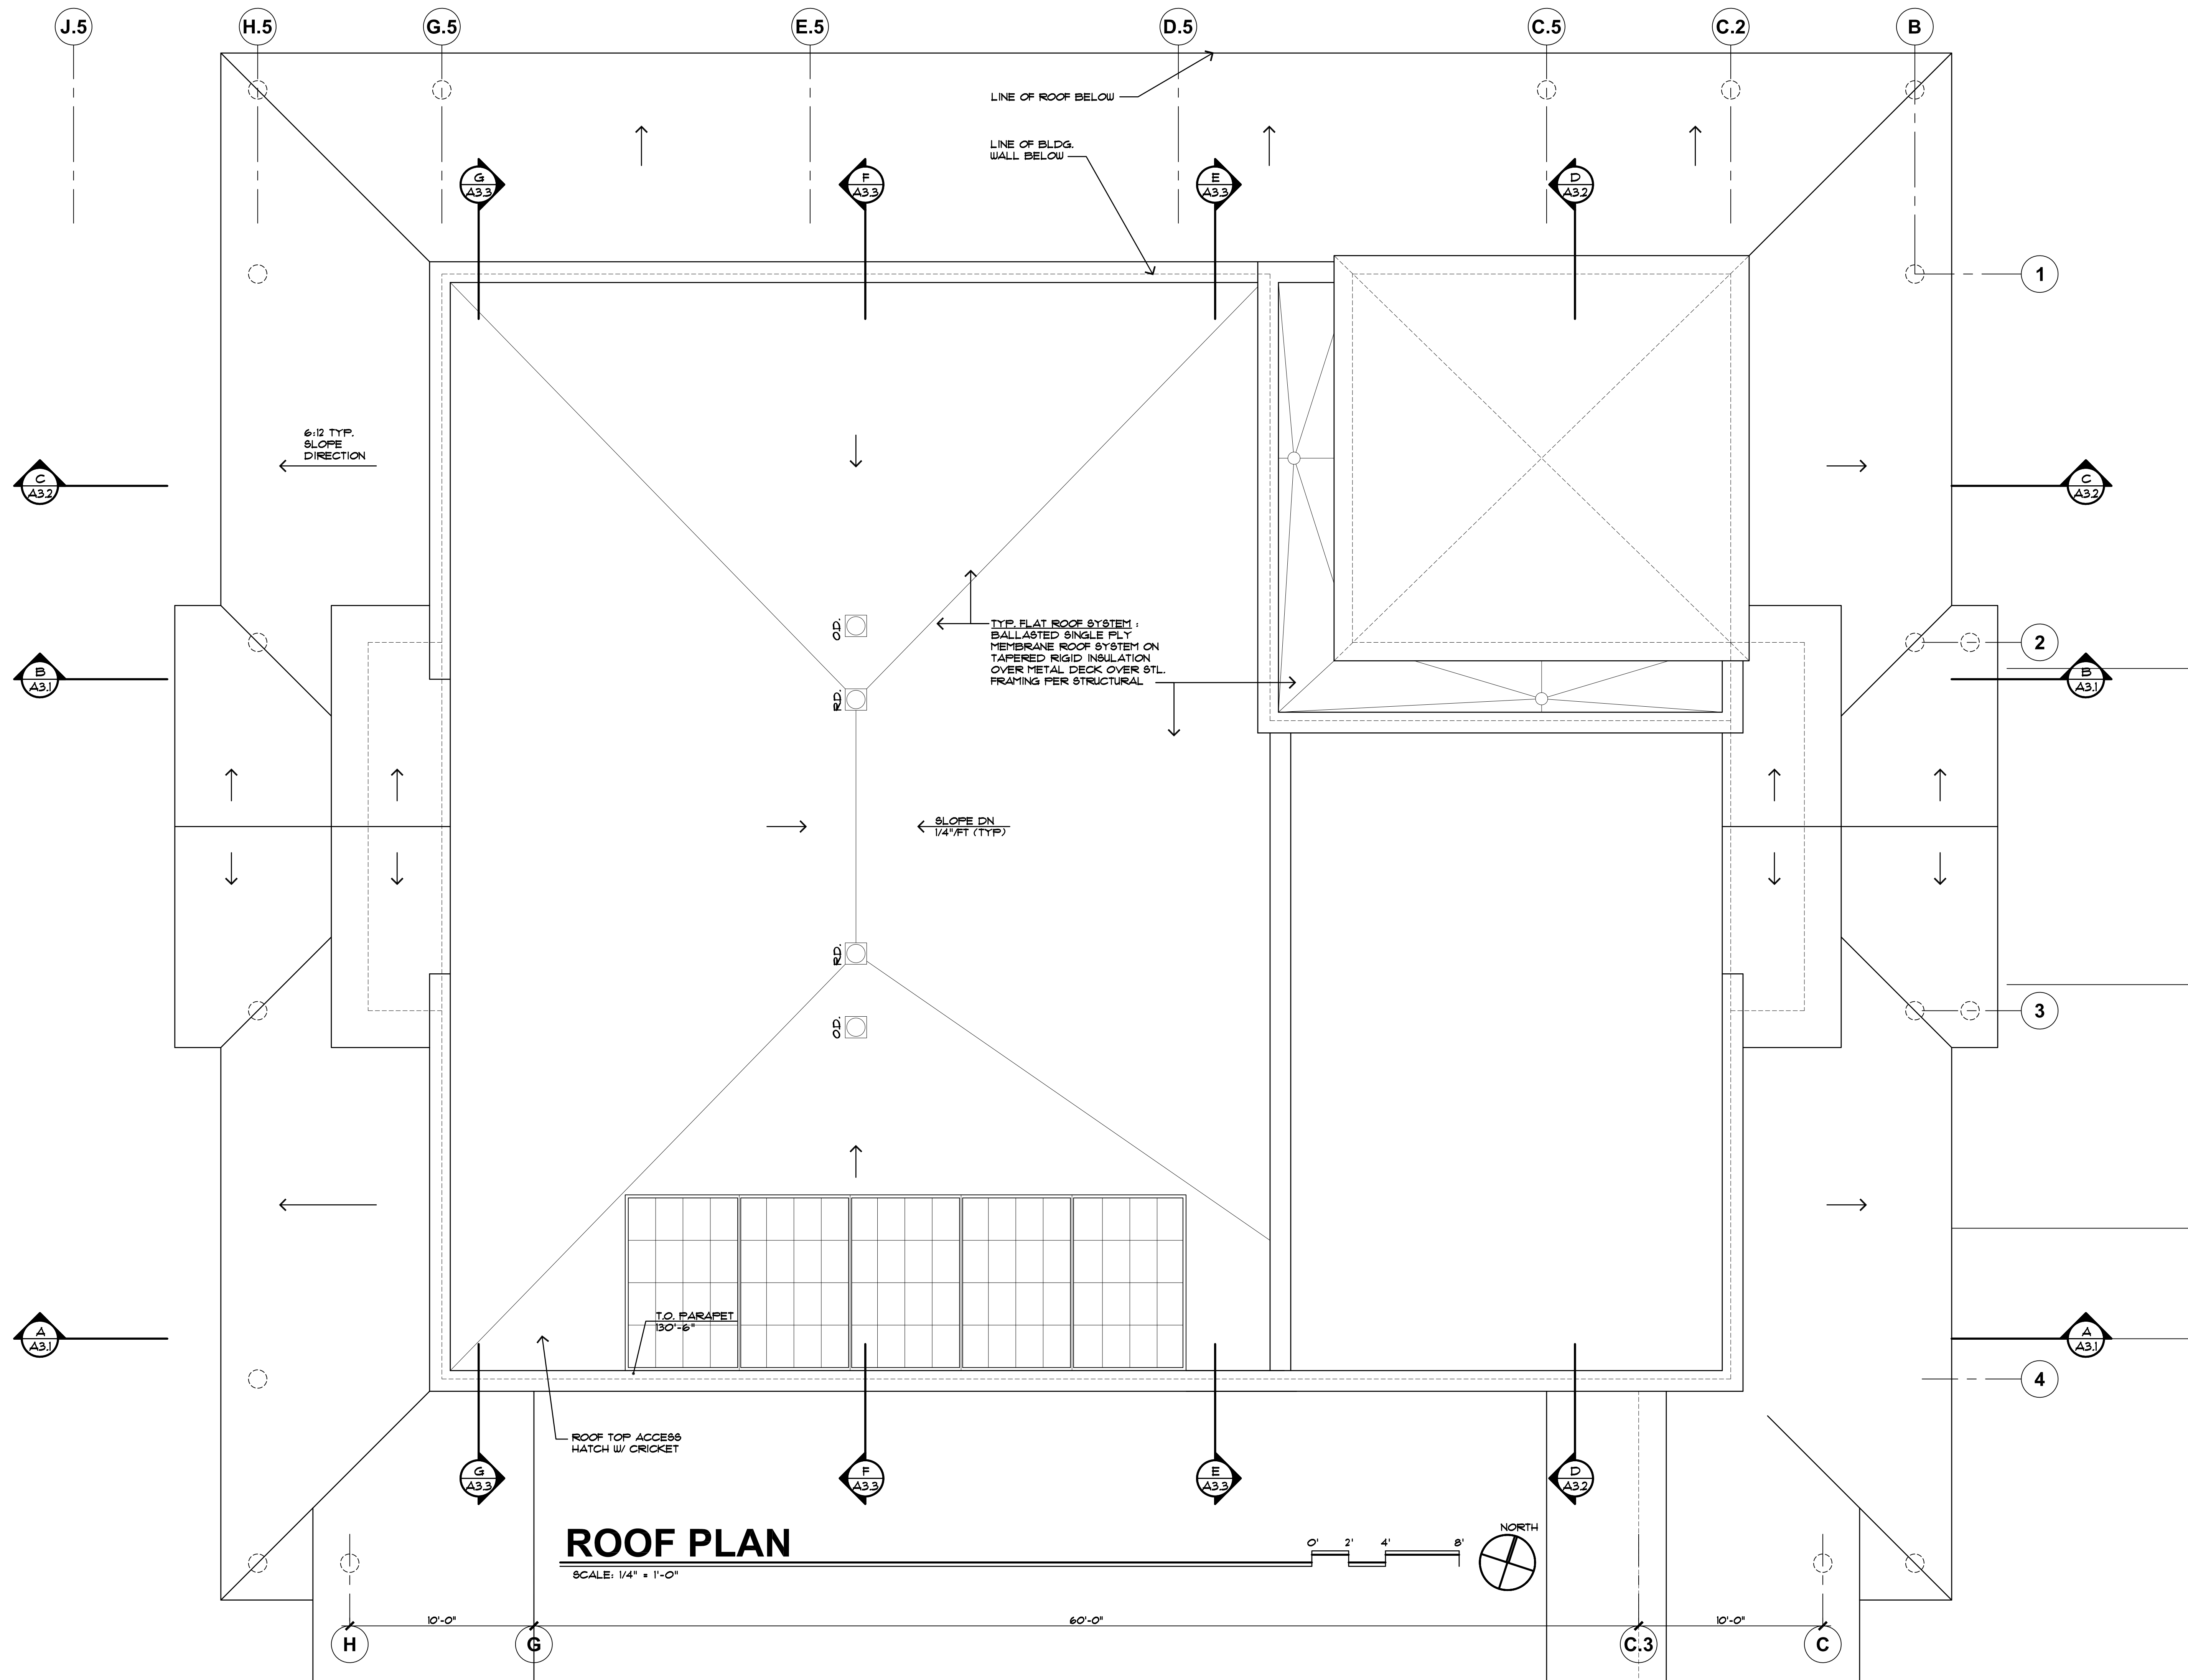 J.5
H.5
G.5
E.5
D.5
C.5
C.2
B
LINE OF ROOF BELOW
LINE OF BLDG.
WALL BELOW
G
A3.3
F
A3.3
E
A3.3
D
A3.2
1
6:12 TYP.
SLOPE
DIRECTION
C
A3.2
C
A3.2
O.D.
TYP. FLAT ROOF SYSTEM :
BALLASTED SINGLE PLY
MEMBRANE ROOF SYSTEM ON
TAPERED RIGID INSULATION
OVER METAL DECK OVER STL.
FRAMING PER STRUCTURAL
2
B
A3.1
B
A3.1
R.D.
SLOPE DN
1/4"/FT (TYP)
R.D.
O.D.
3
T.O. PARAPET
130'-6"
A
A3.1
A
A3.1
4
ROOF TOP ACCESS
HATCH W/ CRICKET
G
A3.3
F
A3.3
E
A3.3
D
A3.2
ROOF PLAN
SCALE: 1/4" = 1'-0"
0' 2' 4' 8'
NORTH
10'-0"
60'-0"
10'-0"
H
G
C.3
C